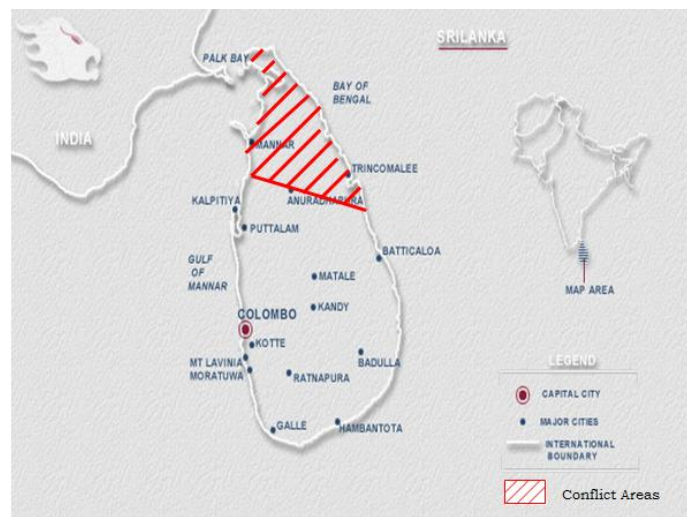 SRILANKA
PALK BAY
BAY OF
BENGAL
INDIA
MANNAR
TRINCOMALEE
KALPITIYA
ANURADHAPURA
PUTTALAM
BATTICALOA
GULF
OF
MANNAR
MATALE
MAP AREA
KANDY
COLOMBO
KOTTE
MT LAVINIA
BADULLA
MORATUWA
RATNAPURA
GALLE
HAMBANTOTA
LEGEND
CAPITAL CITY
MAJOR CITIES
INTERNATIONAL
BOUNDARY
Conflict Areas